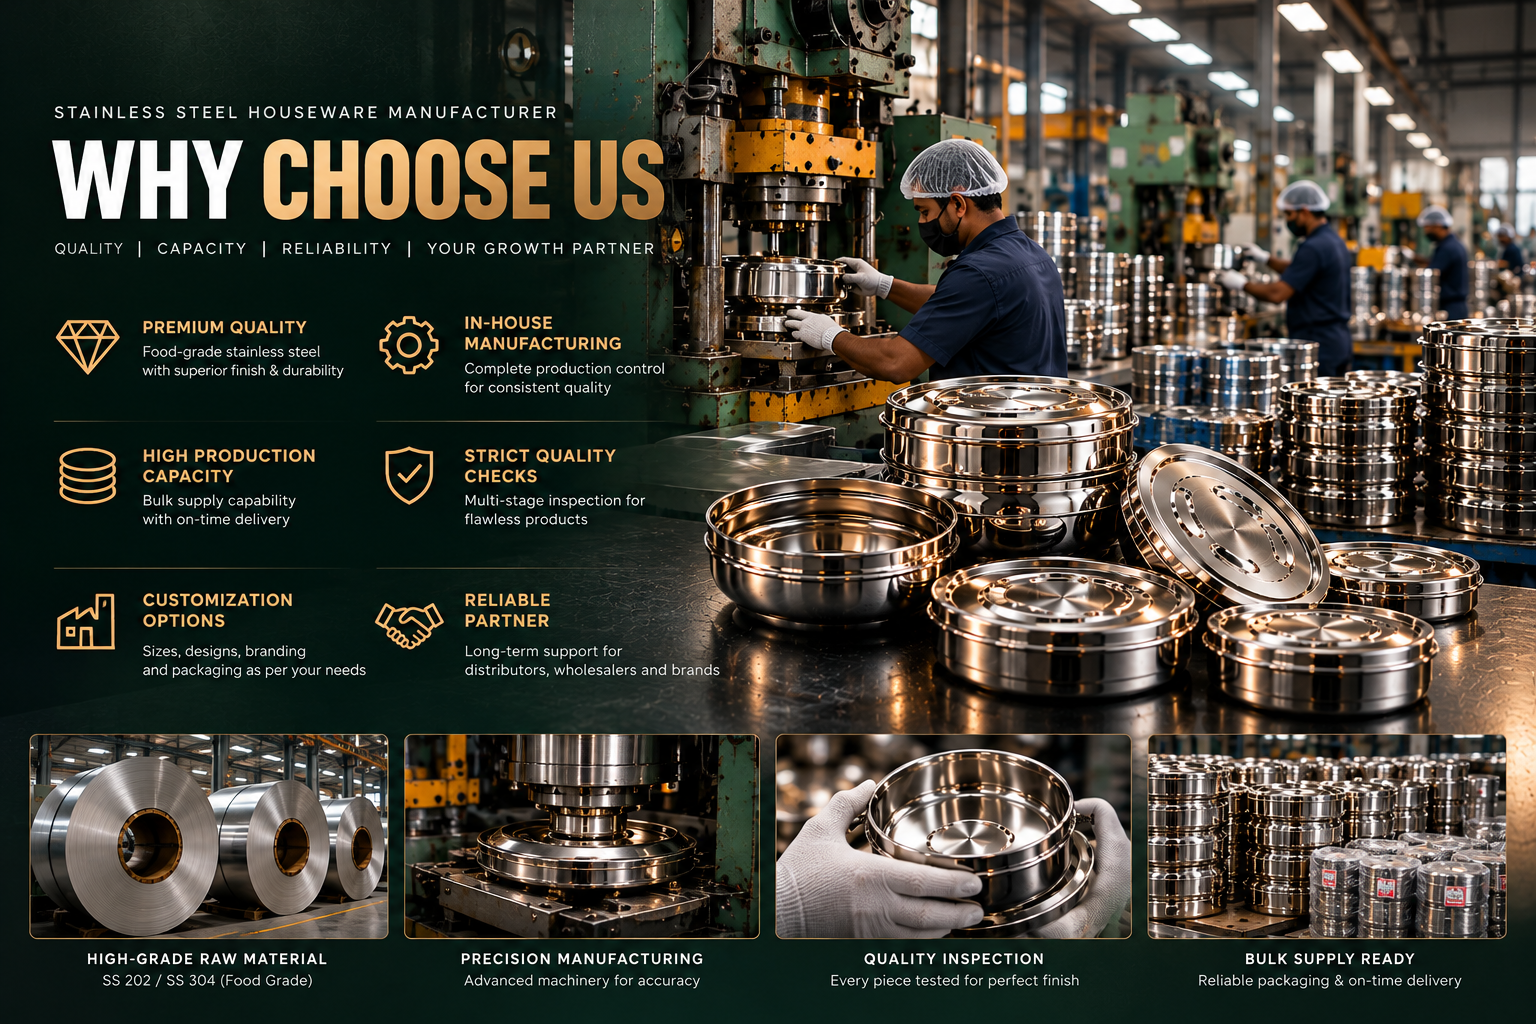 STAINLESS STEEL HOUSEWARE MANUFACTURER
WHY CHOOSE US
QUALITY | CAPACITY | RELIABILITY | YOUR GROWTH PARTNER
PREMIUM QUALITY
Food-grade stainless steel
with superior finish & durability
IN-HOUSE
MANUFACTURING
Complete production control
for consistent quality
HIGH PRODUCTION
CAPACITY
Bulk supply capability
with on-time delivery
STRICT QUALITY
CHECKS
Multi-stage inspection for
flawless products
CUSTOMIZATION
OPTIONS
Sizes, designs, branding
and packaging as per your needs
RELIABLE
PARTNER
Long-term support for
distributors, wholesalers and brands
HIGH-GRADE RAW MATERIAL
SS 202 / SS 304 (Food Grade)
PRECISION MANUFACTURING
Advanced machinery for accuracy
QUALITY INSPECTION
Every piece tested for perfect finish
BULK SUPPLY READY
Reliable packaging & on-time delivery